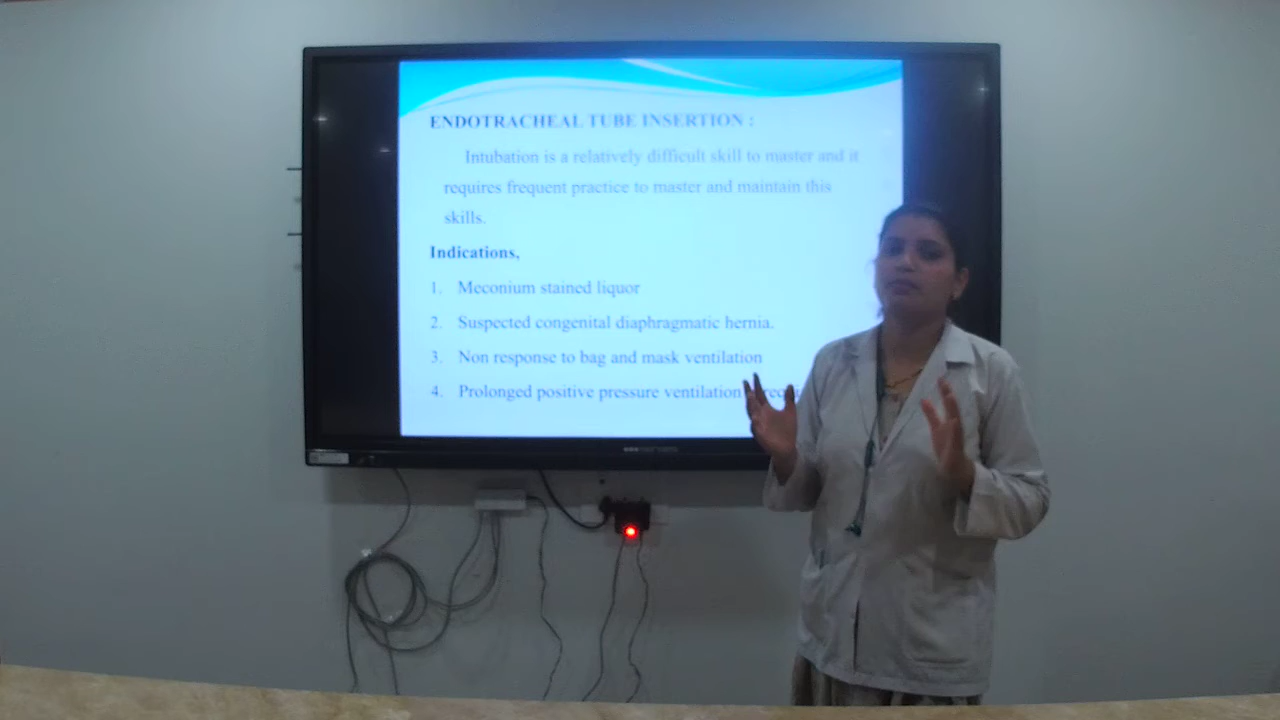 ENDOTRACHEAL TUBE INSERTION :
Intubation is a relatively difficult skill to master and it
requires frequent practice to master and maintain this
skills.
Indications,
1. Meconium stained liquor
2. Suspected congenital diaphragmatic hernia.
3. Non response to bag and mask ventilation
4. Prolonged positive pressure ventilation